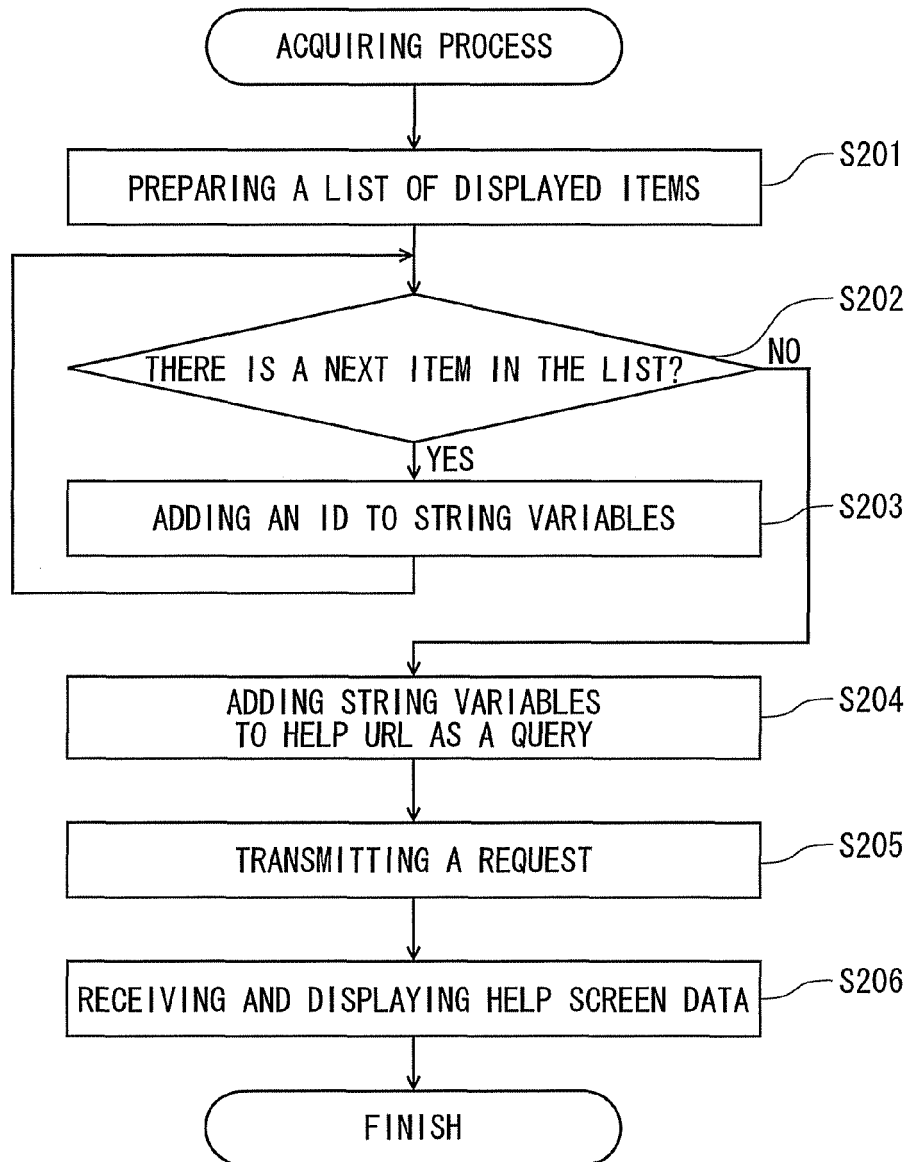 ACQUIRING PROCESS
S201
PREPARING A LIST OF DISPLAYED ITEMS
S202
THERE IS A NEXT ITEM IN THE LIST?
NO
YES
S203
ADDING AN ID TO STRING VARIABLES
S204
ADDING STRING VARIABLES
TO HELP URL AS A QUERY
S205
TRANSMITTING A REQUEST
S206
RECEIVING AND DISPLAYING HELP SCREEN DATA
FINISH